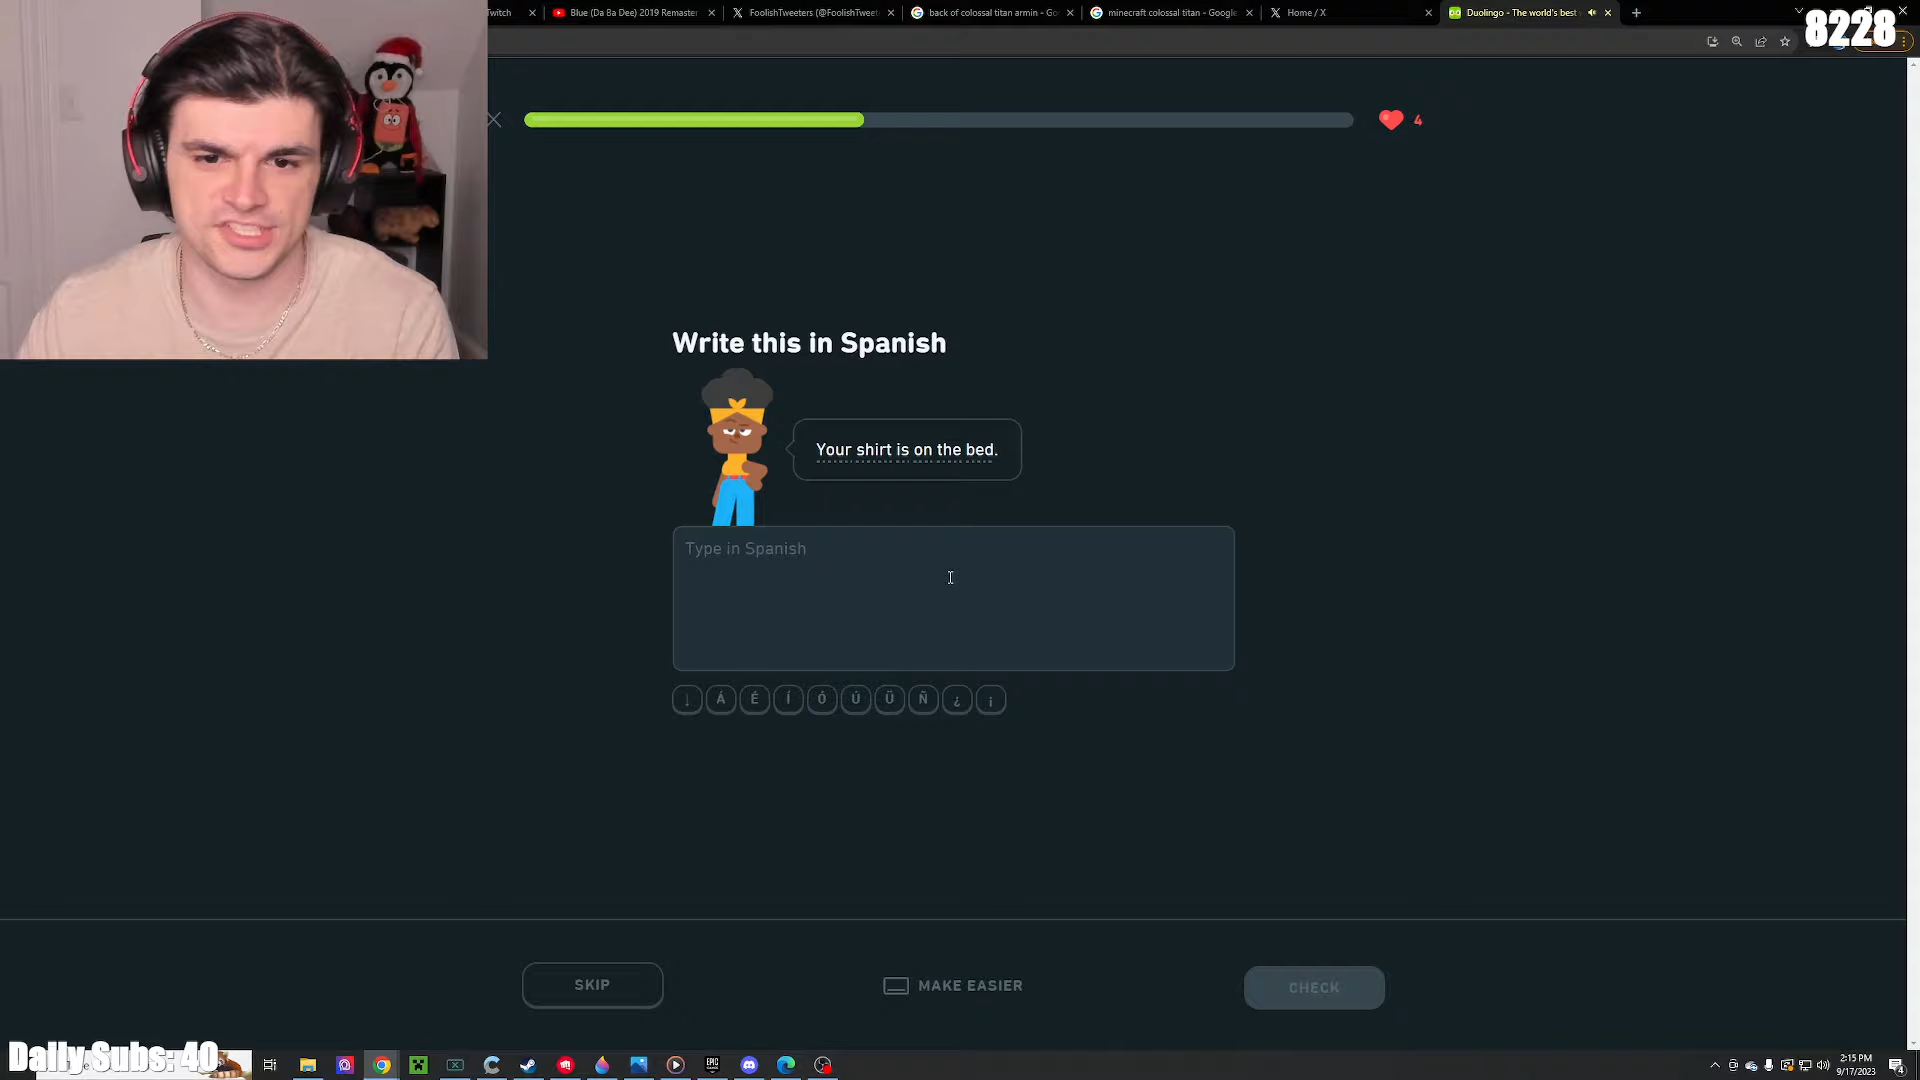 Twitch
Blue (Da Ba Dee) 2019 Remaster
FoolishTweeters (@FoolishTweet
back of colossal titan armin - Go
minecraft colossal titan - Google
Home / X
Duolingo - The world's best
8228
4
Write this in Spanish
Your shirt is on the bed.
Type in Spanish
↓ Á É Í Ó Ú Ü Ñ ¿ ¡
SKIP
MAKE EASIER
CHECK
Daily Subs: 40
EPIC
2:15 PM
9/17/2023
4